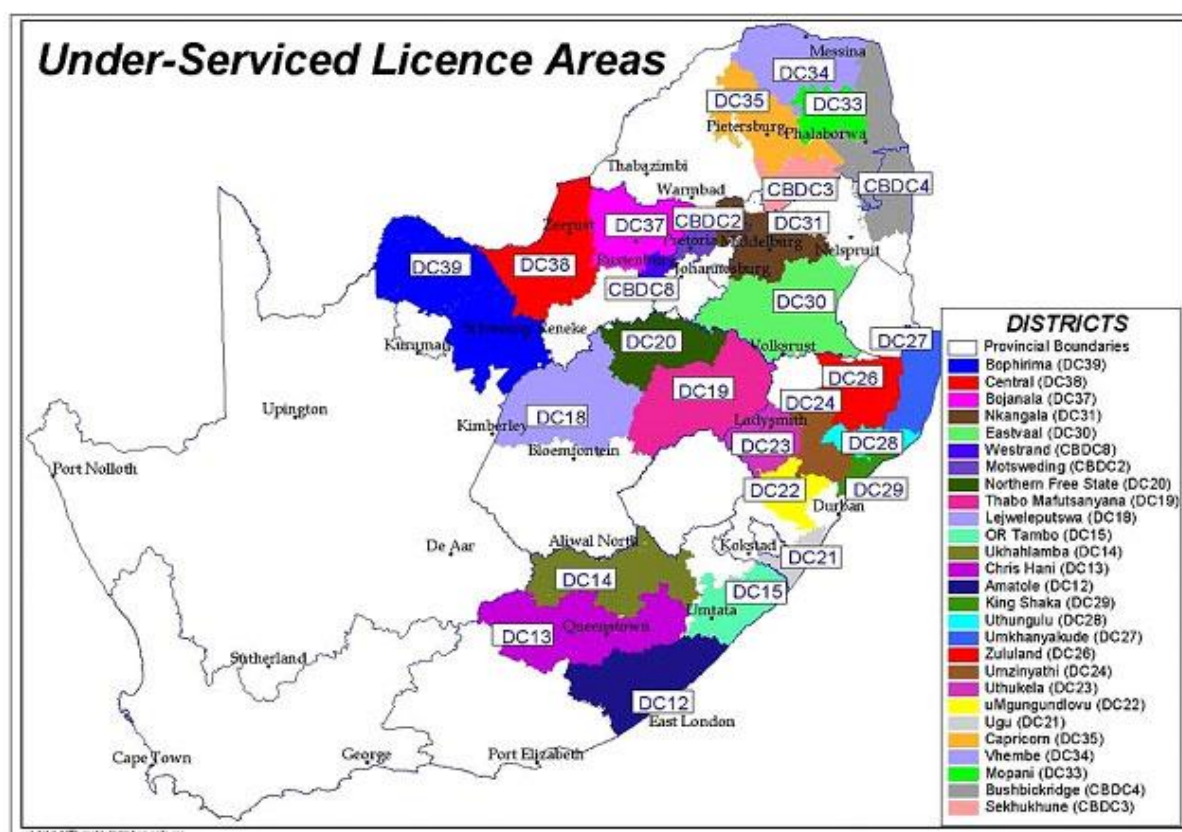 Under-Serviced Licence Areas
Messina
DC34
DC35
DC33
Pietersburg
Phalaborwa
Thabazimbi
CBDC3
CBDC4
Warmbad
Zeerust
DC37
CBDC2
DC31
Pretoria
Middelburg
Nelspruit
Rustenburg
DC39
DC38
Johannesburg
CBDC8
DC30
Kuruman
DC20
Volksrust
DC27
DC26
DC19
DC24
Upington
Kimberley
DC18
Ladysmith
Bloemfontein
DC23
DC28
Port Nolloth
DC22
DC29
Durban
De Aar
Aliwal North
Kokstad
DC21
DC14
DC15
Umtata
DC13
Queenstown
Sutherland
DC12
East London
Cape Town
George
Port Elizabeth
DISTRICTS
Provincial Boundaries
Bophirima (DC39)
Central (DC38)
Bojanala (DC37)
Nkangala (DC31)
Eastvaal (DC30)
Westrand (CBDC8)
Motsweding (CBDC2)
Northern Free State (DC20)
Thabo Mafutsanyana (DC19)
Lejweleputswa (DC18)
OR Tambo (DC15)
Ukhahlamba (DC14)
Chris Hani (DC13)
Amatole (DC12)
King Shaka (DC29)
Uthungulu (DC28)
Umkhanyakude (DC27)
Zululand (DC26)
Umzinyathi (DC24)
Uthukela (DC23)
uMgungundlovu (DC22)
Ugu (DC21)
Capricorn (DC35)
Vhembe (DC34)
Mopani (DC33)
Bushbickridge (CBDC4)
Sekhukhune (CBDC3)